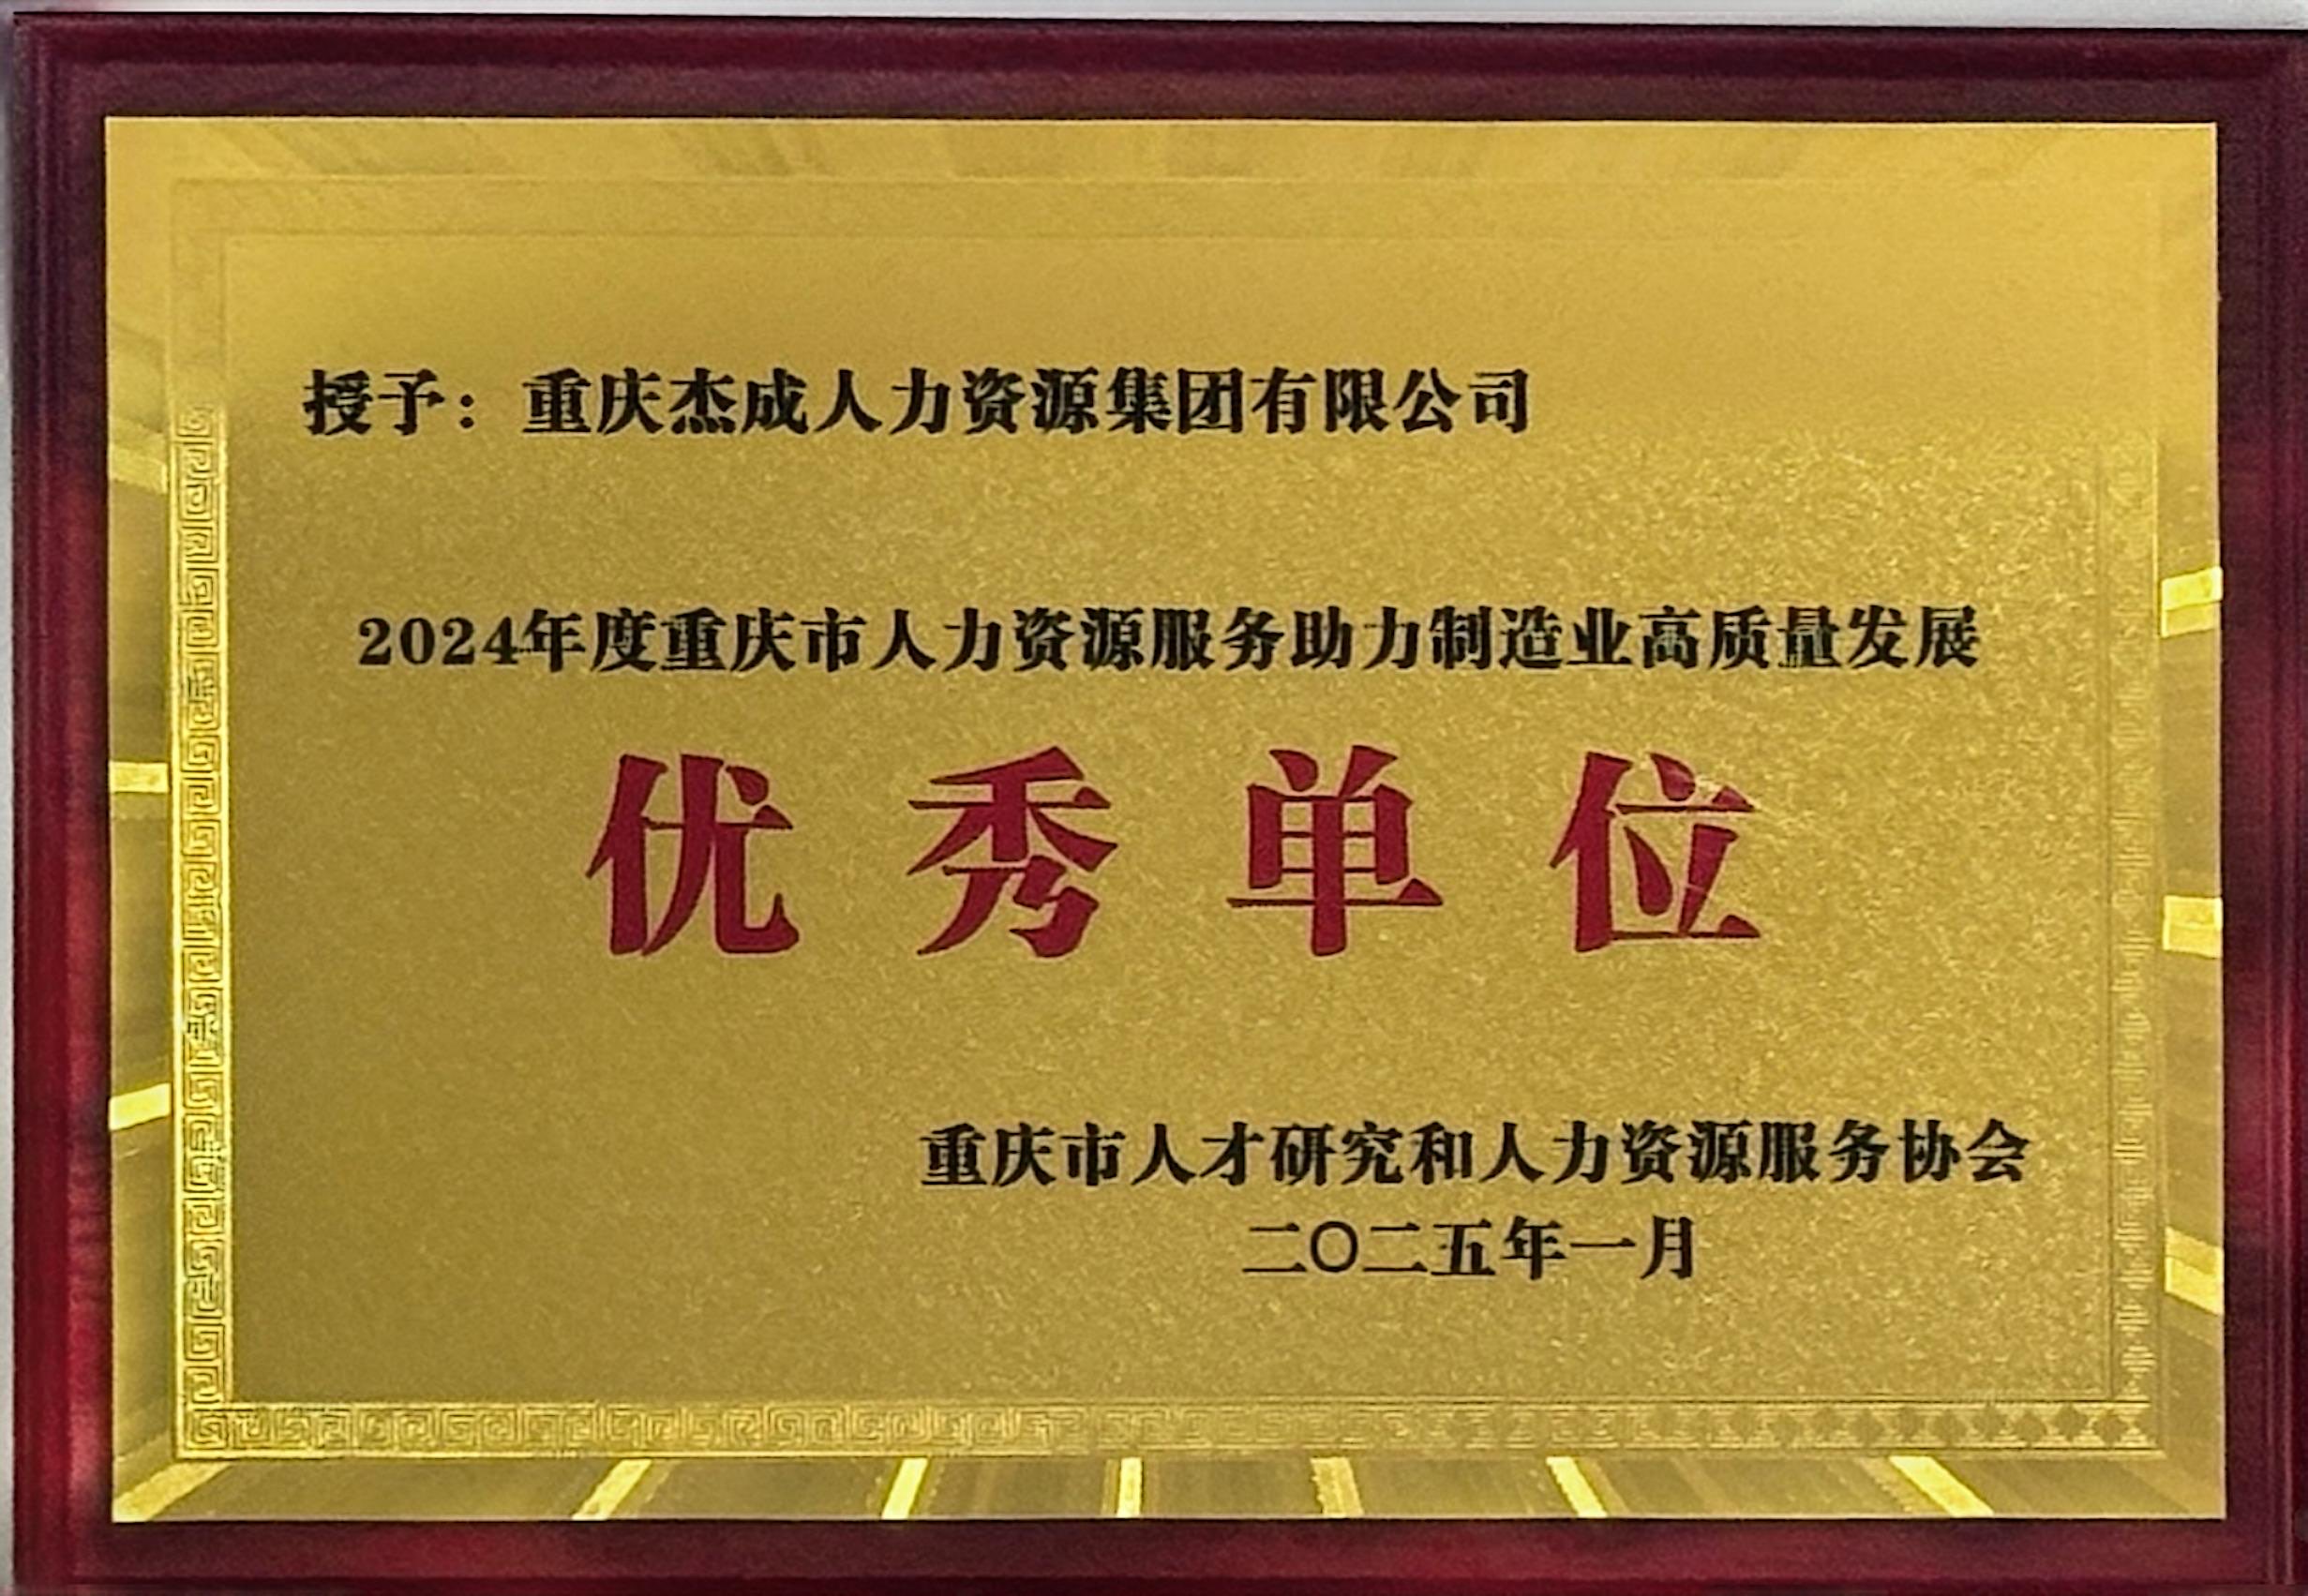 授予：重庆杰成人力资源集团有限公司
2024年度重庆市人力资源服务助力制造业高质量发展
优秀单位
重庆市人才研究和人力资源服务协会
二〇二五年一月